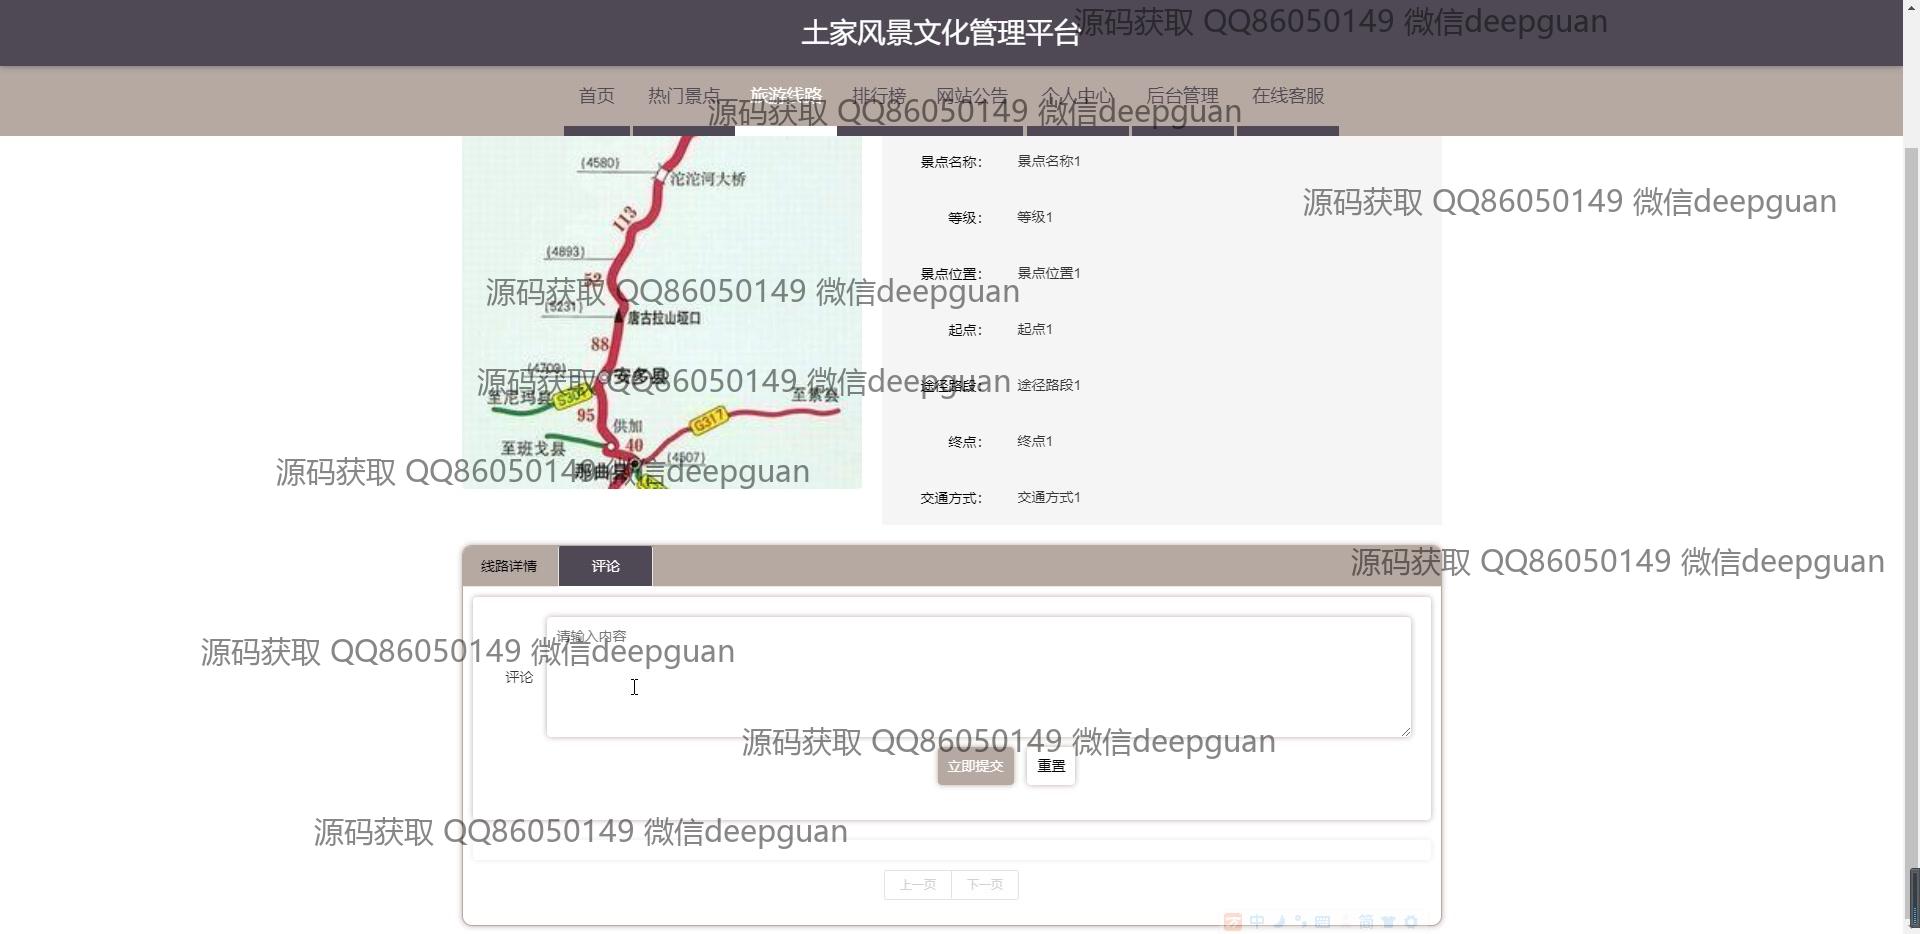 土家风景文化管理平台
源码获取 QQ86050149 微信deepguan
首页 热门景点 旅游线路 排行榜 网站公告 个人中心 后台管理 在线客服
源码获取 QQ86050149 微信deepguan
(4580)
沱沱河大桥
景点名称： 景点名称1
源码获取 QQ86050149 微信deepguan
113
等级： 等级1
(4893)
52
景点位置： 景点位置1
源码获取 QQ86050149 微信deepguan
(5231)
唐古拉山垭口
起点： 起点1
88
安多县
源码获取 QQ86050149 微信deepguan
途径路段： 途径路段1
至尼玛县
S301
至索县
95
供加
G317
至班戈县
40
终点： 终点1
(4507)
那曲县
源码获取 QQ86050149 微信deepguan
交通方式： 交通方式1
线路详情 评论
源码获取 QQ86050149 微信deepguan
请输入内容
源码获取 QQ86050149 微信deepguan
评论
源码获取 QQ86050149 微信deepguan
立即提交 重置
源码获取 QQ86050149 微信deepguan
上一页 下一页
中 简